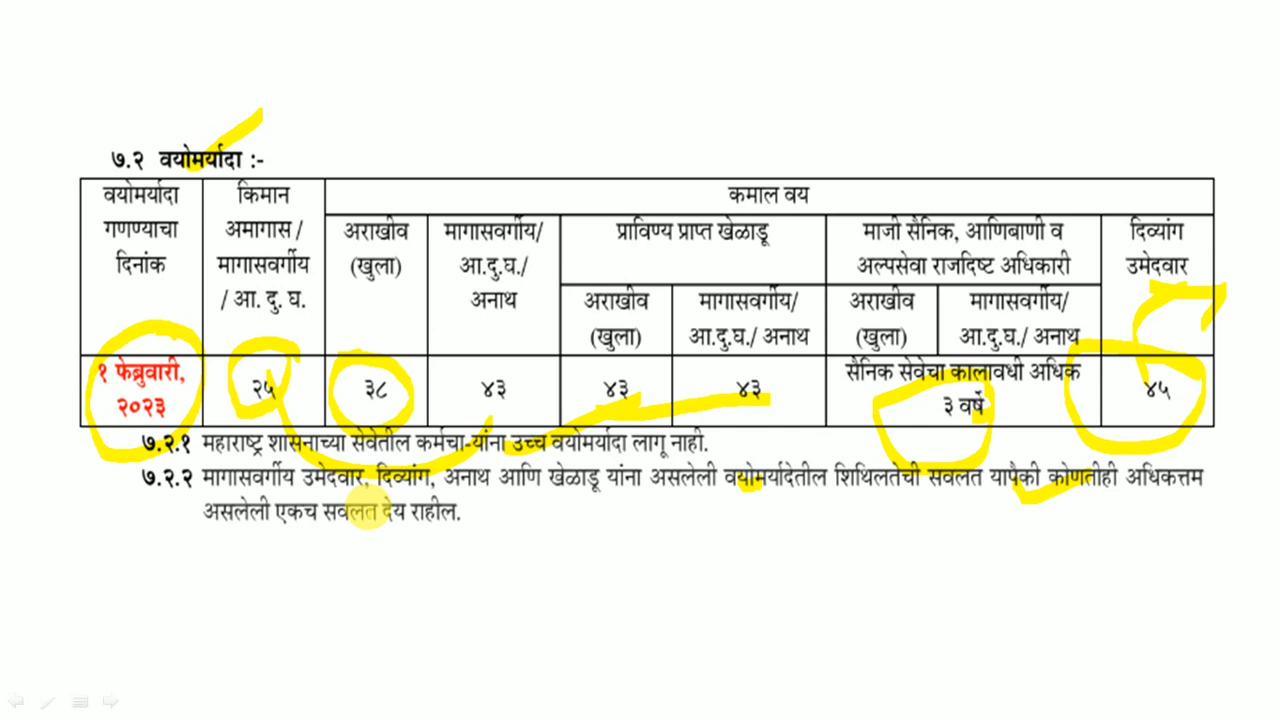 ७.२ वयोमर्यादा :-
वयोमर्यादा गणण्याचा दिनांक
किमान अमागास / मागासवर्गीय / आ. दु. घ.
कमाल वय
अराखीव (खुला)
मागासवर्गीय/ आ.दु.घ./ अनाथ
प्राविण्य प्राप्त खेळाडू
माजी सैनिक, आणिबाणी व अल्पसेवा राजदिष्ट अधिकारी
दिव्यांग उमेदवार
अराखीव (खुला)
मागासवर्गीय/ आ.दु.घ./ अनाथ
अराखीव (खुला)
मागासवर्गीय/ आ.दु.घ./ अनाथ
१ फेब्रुवारी, २०२३
२५
३८
४३
४३
४३
सैनिक सेवेचा कालावधी अधिक ३ वर्षे
४५
७.२.१ महाराष्ट्र शासनाच्या सेवेतील कर्मचा-यांना उच्च वयोमर्यादा लागू नाही.
७.२.२ मागासवर्गीय उमेदवार, दिव्यांग, अनाथ आणि खेळाडू यांना असलेली वयोमर्यादेतील शिथिलतेची सवलत यापैकी कोणतीही अधिकत्तम
असलेली एकच सवलत देय राहील.